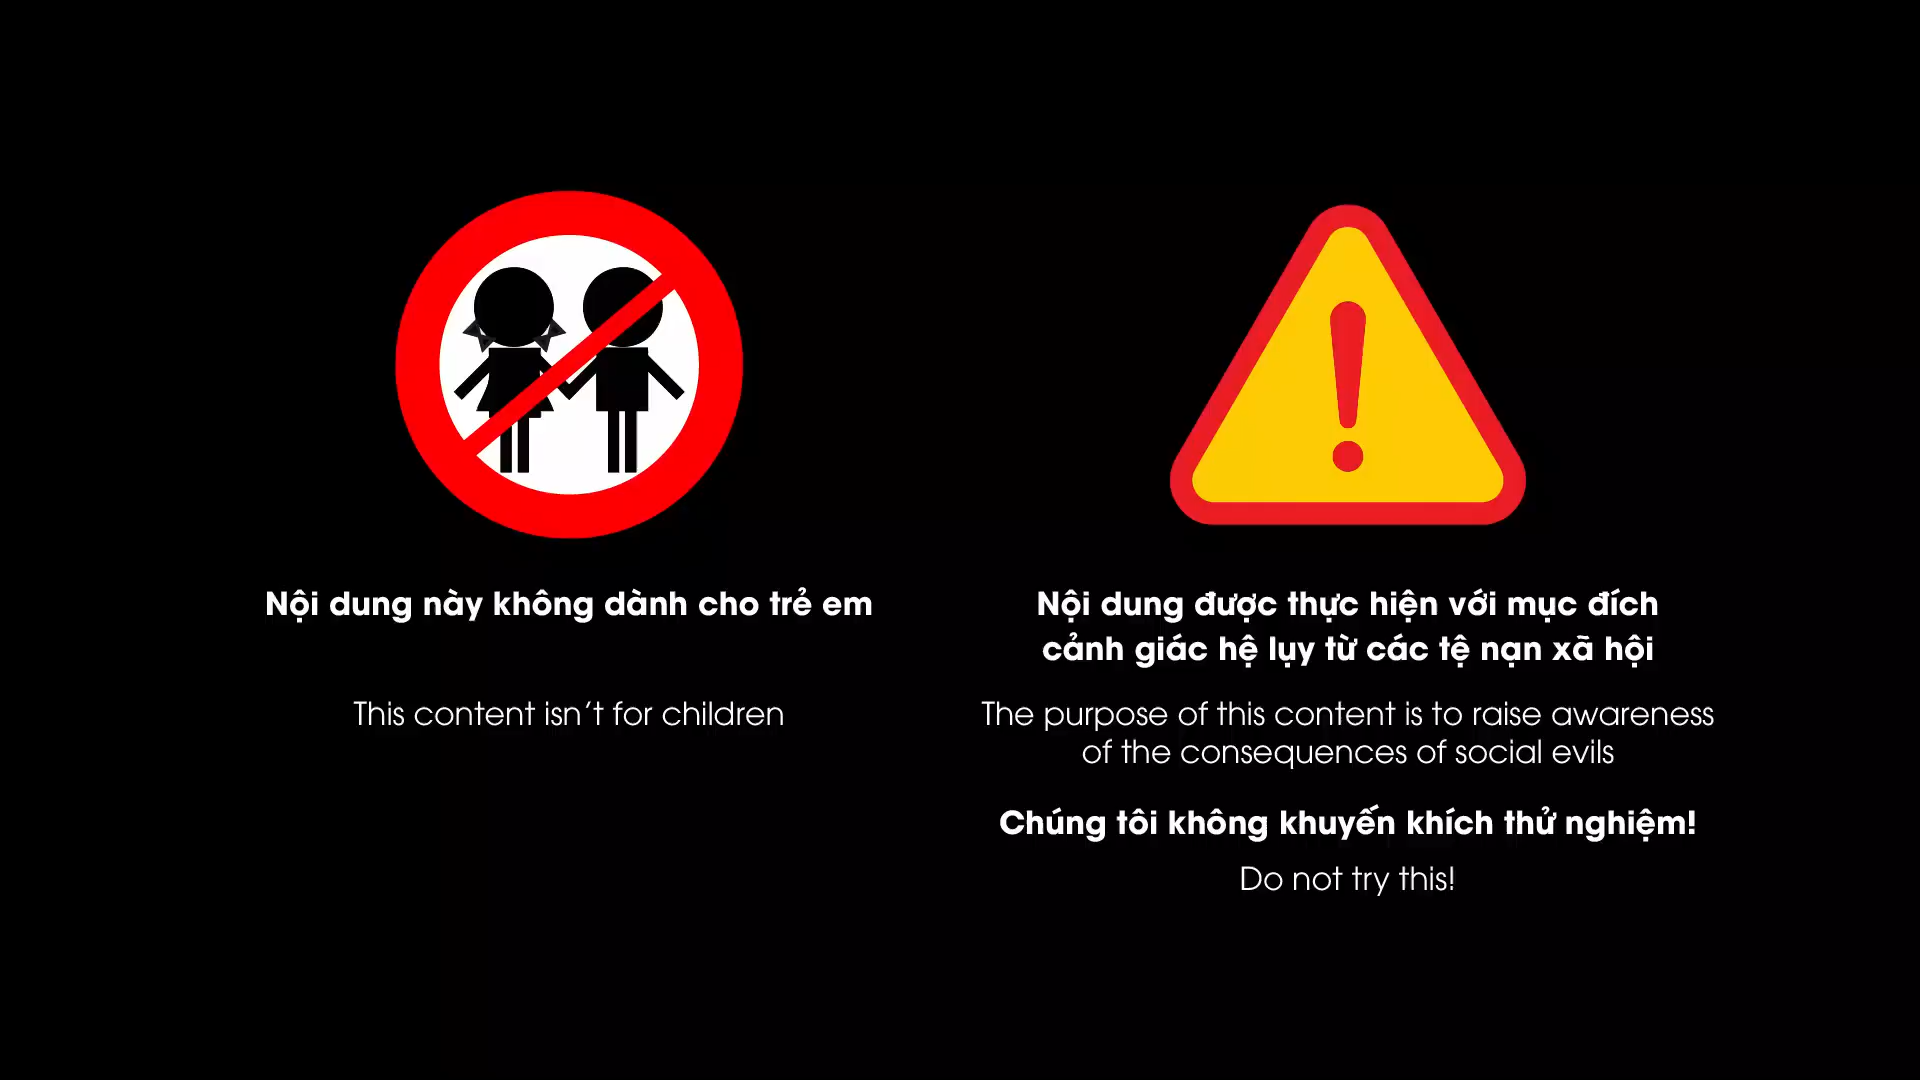 Nội dung này không dành cho trẻ em
This content isn't for children
Nội dung được thực hiện với mục đích
cảnh giác hệ lụy từ các tệ nạn xã hội
The purpose of this content is to raise awareness
of the consequences of social evils
Chúng tôi không khuyến khích thử nghiệm!
Do not try this!